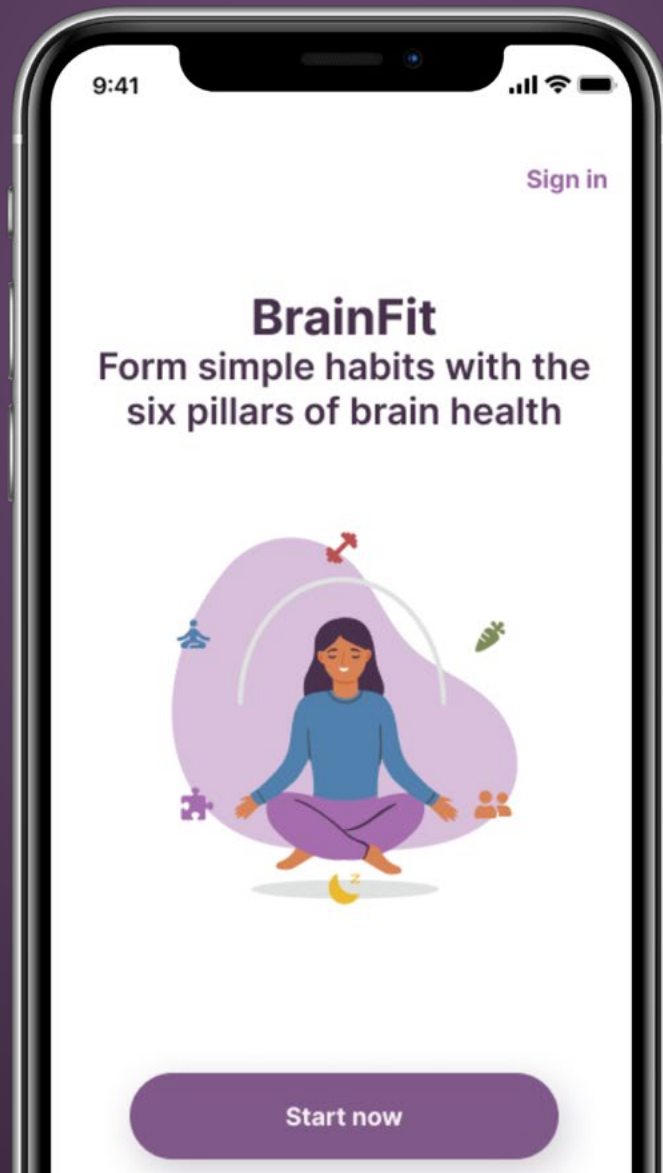 9:41
Sign in
BrainFit
Form simple habits with the
six pillars of brain health
z
Start now